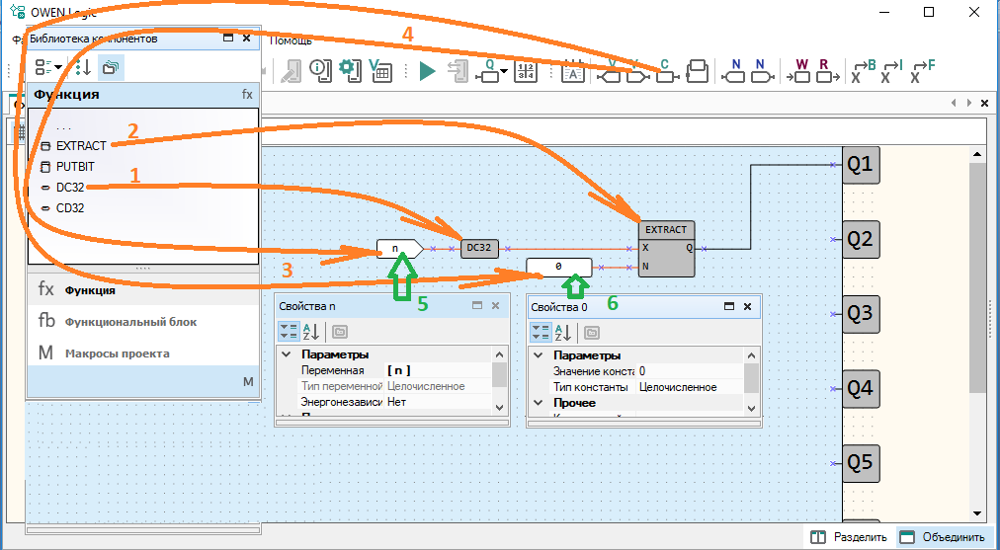 OWEN Logic
Библиотека компонентов
Помощь
4
Q
V
V
V
C
N
N
W
R
B
I
F
Функция
fx
...
2
EXTRACT
PUTBIT
1
DC32
CD32
Q1
Q2
Q3
Q4
Q5
EXTRACT
X
Q
N
n
DC32
0
3
5
6
fx
Функция
fb
Функциональный блок
M
Макросы проекта
M
Свойства n
Параметры
Переменная
[ n ]
Тип переменной
Целочисленное
Энергонезависи
Нет
Свойства 0
Параметры
Значение конста
0
Тип константы
Целочисленное
Прочее
Разделить
Объединить